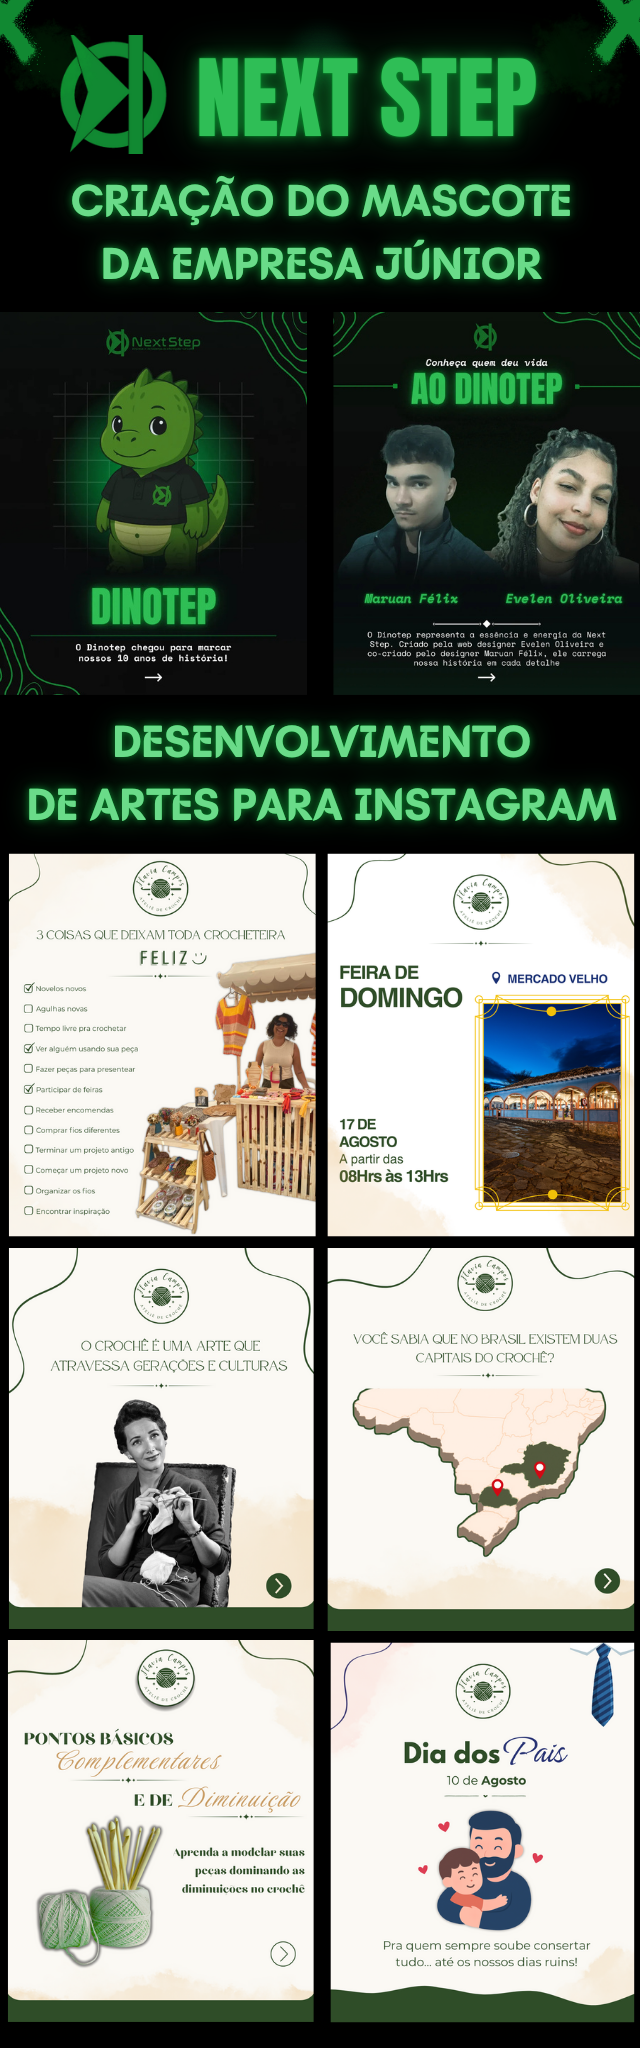 NEXT STEP
CRIAÇÃO DO MASCOTE
DA EMPRESA JÚNIOR
Next Step
DINOTEP
O Dinotep chegou para marcar
nossos 10 anos de história!
Conheça quem deu vida
AO DINOTEP
Maruan Félix
Evelen Oliveira
O Dinotep representa a essência e energia da Next
Step. Criado pela web designer Evelen Oliveira e
co-criado pelo designer Maruan Félix, ele carrega
nossa história em cada detalhe
DESENVOLVIMENTO
DE ARTES PARA INSTAGRAM
Flavia Campos
ATELIÊ DE CROCHÊ
3 COISAS QUE DEIXAM TODA CROCHETEIRA
FELIZ
Novelos novos
Agulhas novas
Tempo livre pra crochetar
Ver alguém usando sua peça
Fazer peças para presentear
Participar de feiras
Receber encomendas
Comprar fios diferentes
Terminar um projeto antigo
Começar um projeto novo
Organizar os fios
Encontrar inspiração
Flavia Campos
ATELIÊ DE CROCHÊ
FEIRA DE
DOMINGO
MERCADO VELHO
17 DE
AGOSTO
A partir das
08Hrs às 13Hrs
Flavia Campos
ATELIÊ DE CROCHÊ
O CROCHÊ É UMA ARTE QUE
ATRAVESSA GERAÇÕES E CULTURAS
Flavia Campos
ATELIÊ DE CROCHÊ
VOCÊ SABIA QUE NO BRASIL EXISTEM DUAS
CAPITAIS DO CROCHÊ?
Flavia Campos
ATELIÊ DE CROCHÊ
PONTOS BÁSICOS
Complementares
E DE Diminuição
Aprenda a modelar suas
peças dominando as
diminuições no crochê
Flavia Campos
ATELIÊ DE CROCHÊ
Dia dos Pais
10 de Agosto
Pra quem sempre soube consertar
tudo... até os nossos dias ruins!